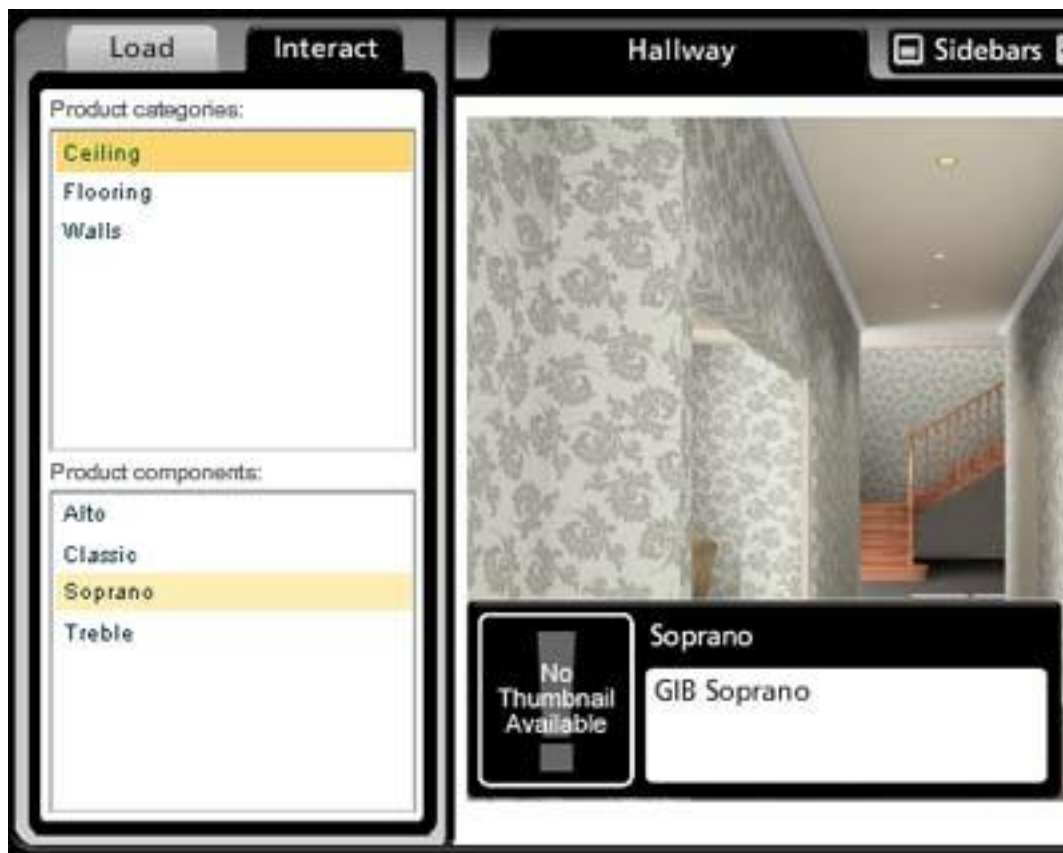 Load
Interact
Product categories:
Ceiling
Flooring
Walls
Product components:
Alto
Classic
Soprano
Treble
Hallway
Sidebars
No
Thumbnail
Available
Soprano
GIB Soprano